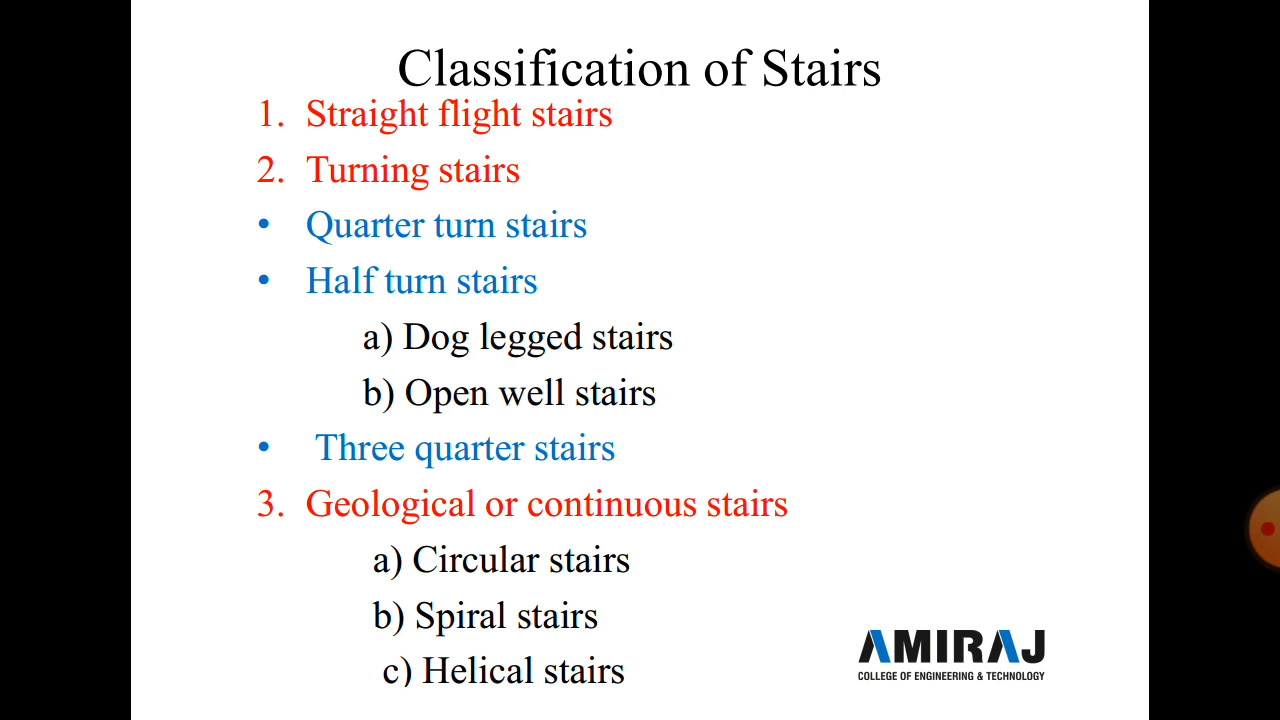 Classification of Stairs
1. Straight flight stairs
2. Turning stairs
• Quarter turn stairs
• Half turn stairs
a) Dog legged stairs
b) Open well stairs
• Three quarter stairs
3. Geological or continuous stairs
a) Circular stairs
b) Spiral stairs
c) Helical stairs
AMIRAJ
COLLEGE OF ENGINEERING & TECHNOLOGY